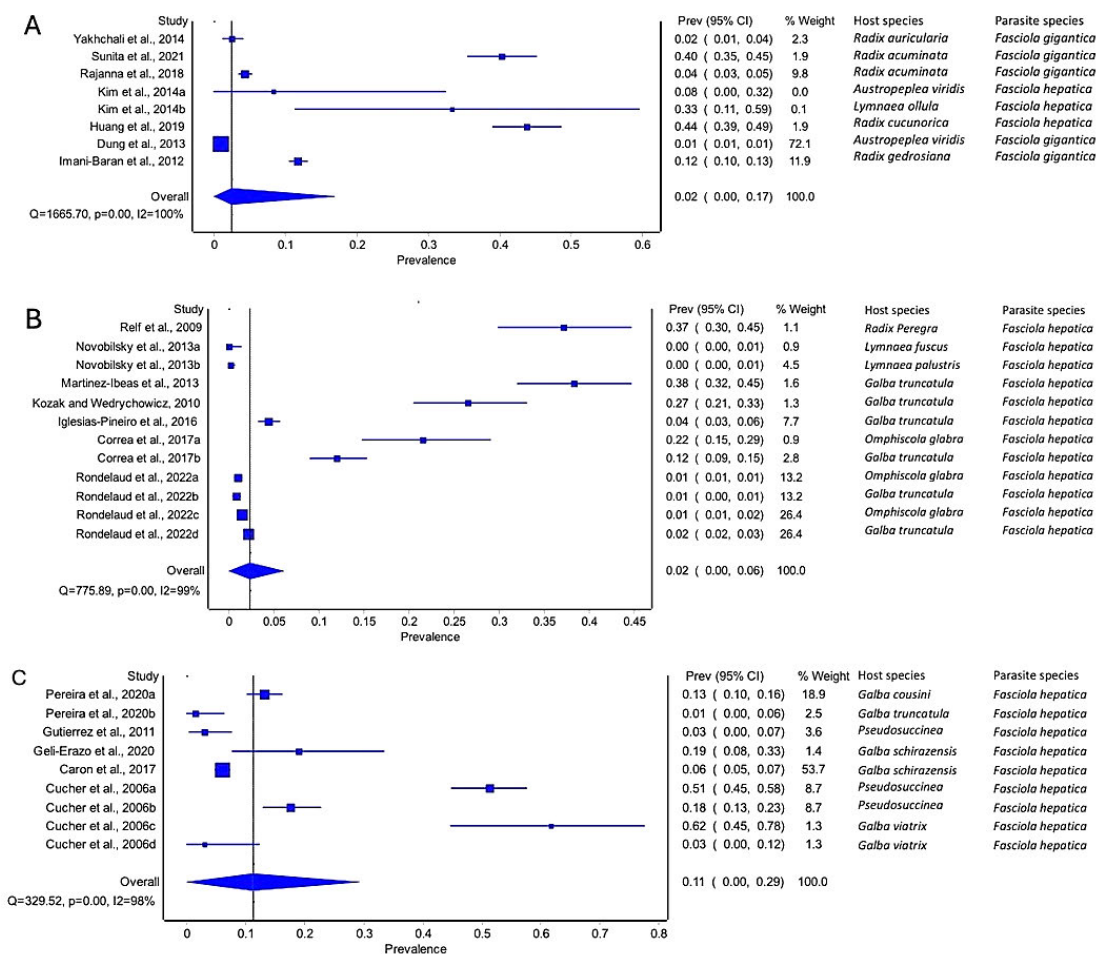 A
Study Prev (95% CI) % Weight Host species Parasite species
Yakhchali et al., 2014 0.02 ( 0.01, 0.04) 2.3 Radix auricularia Fasciola gigantica
Sunita et al., 2021 0.40 ( 0.35, 0.45) 1.9 Radix acuminata Fasciola gigantica
Rajanna et al., 2018 0.04 ( 0.03, 0.05) 9.8 Radix acuminata Fasciola gigantica
Kim et al., 2014a 0.08 ( 0.00, 0.32) 0.0 Austropeplea viridis Fasciola hepatica
Kim et al., 2014b 0.33 ( 0.11, 0.59) 0.1 Lymnaea ollula Fasciola hepatica
Huang et al., 2019 0.44 ( 0.39, 0.49) 1.9 Radix cucunorica Fasciola hepatica
Dung et al., 2013 0.01 ( 0.01, 0.01) 72.1 Austropeplea viridis Fasciola gigantica
Imani-Baran et al., 2012 0.12 ( 0.10, 0.13) 11.9 Radix gedrosiana Fasciola gigantica
Overall 0.02 ( 0.00, 0.17) 100.0
Q=1665.70, p=0.00, I2=100%
0 0.1 0.2 0.3 0.4 0.5 0.6
Prevalence
B
Study Prev (95% CI) % Weight Host species Parasite species
Relf et al., 2009 0.37 ( 0.30, 0.45) 1.1 Radix Peregra Fasciola hepatica
Novobilsky et al., 2013a 0.00 ( 0.00, 0.01) 0.9 Lymnaea fuscus Fasciola hepatica
Novobilsky et al., 2013b 0.00 ( 0.00, 0.01) 4.5 Lymnaea palustris Fasciola hepatica
Martinez-Ibeas et al., 2013 0.38 ( 0.32, 0.45) 1.6 Galba truncatula Fasciola hepatica
Kozak and Wedrychowicz, 2010 0.27 ( 0.21, 0.33) 1.3 Galba truncatula Fasciola hepatica
Iglesias-Pineiro et al., 2016 0.04 ( 0.03, 0.06) 7.7 Galba truncatula Fasciola hepatica
Correa et al., 2017a 0.22 ( 0.15, 0.29) 0.9 Omphiscola glabra Fasciola hepatica
Correa et al., 2017b 0.12 ( 0.09, 0.15) 2.8 Galba truncatula Fasciola hepatica
Rondelaud et al., 2022a 0.01 ( 0.01, 0.01) 13.2 Omphiscola glabra Fasciola hepatica
Rondelaud et al., 2022b 0.01 ( 0.00, 0.01) 13.2 Galba truncatula Fasciola hepatica
Rondelaud et al., 2022c 0.01 ( 0.01, 0.02) 26.4 Omphiscola glabra Fasciola hepatica
Rondelaud et al., 2022d 0.02 ( 0.02, 0.03) 26.4 Galba truncatula Fasciola hepatica
Overall 0.02 ( 0.00, 0.06) 100.0
Q=775.89, p=0.00, I2=99%
0 0.05 0.1 0.15 0.2 0.25 0.3 0.35 0.4 0.45
Prevalence
C
Study Prev (95% CI) % Weight Host species Parasite species
Pereira et al., 2020a 0.13 ( 0.10, 0.16) 18.9 Galba cousini Fasciola hepatica
Pereira et al., 2020b 0.01 ( 0.00, 0.06) 2.5 Galba truncatula Fasciola hepatica
Gutierrez et al., 2011 0.03 ( 0.00, 0.07) 3.6 Pseudosuccinea Fasciola hepatica
Geli-Erazo et al., 2020 0.19 ( 0.08, 0.33) 1.4 Galba schirazensis Fasciola hepatica
Caron et al., 2017 0.06 ( 0.05, 0.07) 53.7 Galba schirazensis Fasciola hepatica
Cucher et al., 2006a 0.51 ( 0.45, 0.58) 8.7 Pseudosuccinea Fasciola hepatica
Cucher et al., 2006b 0.18 ( 0.13, 0.23) 8.7 Pseudosuccinea Fasciola hepatica
Cucher et al., 2006c 0.62 ( 0.45, 0.78) 1.3 Galba viatrix Fasciola hepatica
Cucher et al., 2006d 0.03 ( 0.00, 0.12) 1.3 Galba viatrix Fasciola hepatica
Overall 0.11 ( 0.00, 0.29) 100.0
Q=329.52, p=0.00, I2=98%
0 0.1 0.2 0.3 0.4 0.5 0.6 0.7 0.8
Prevalence